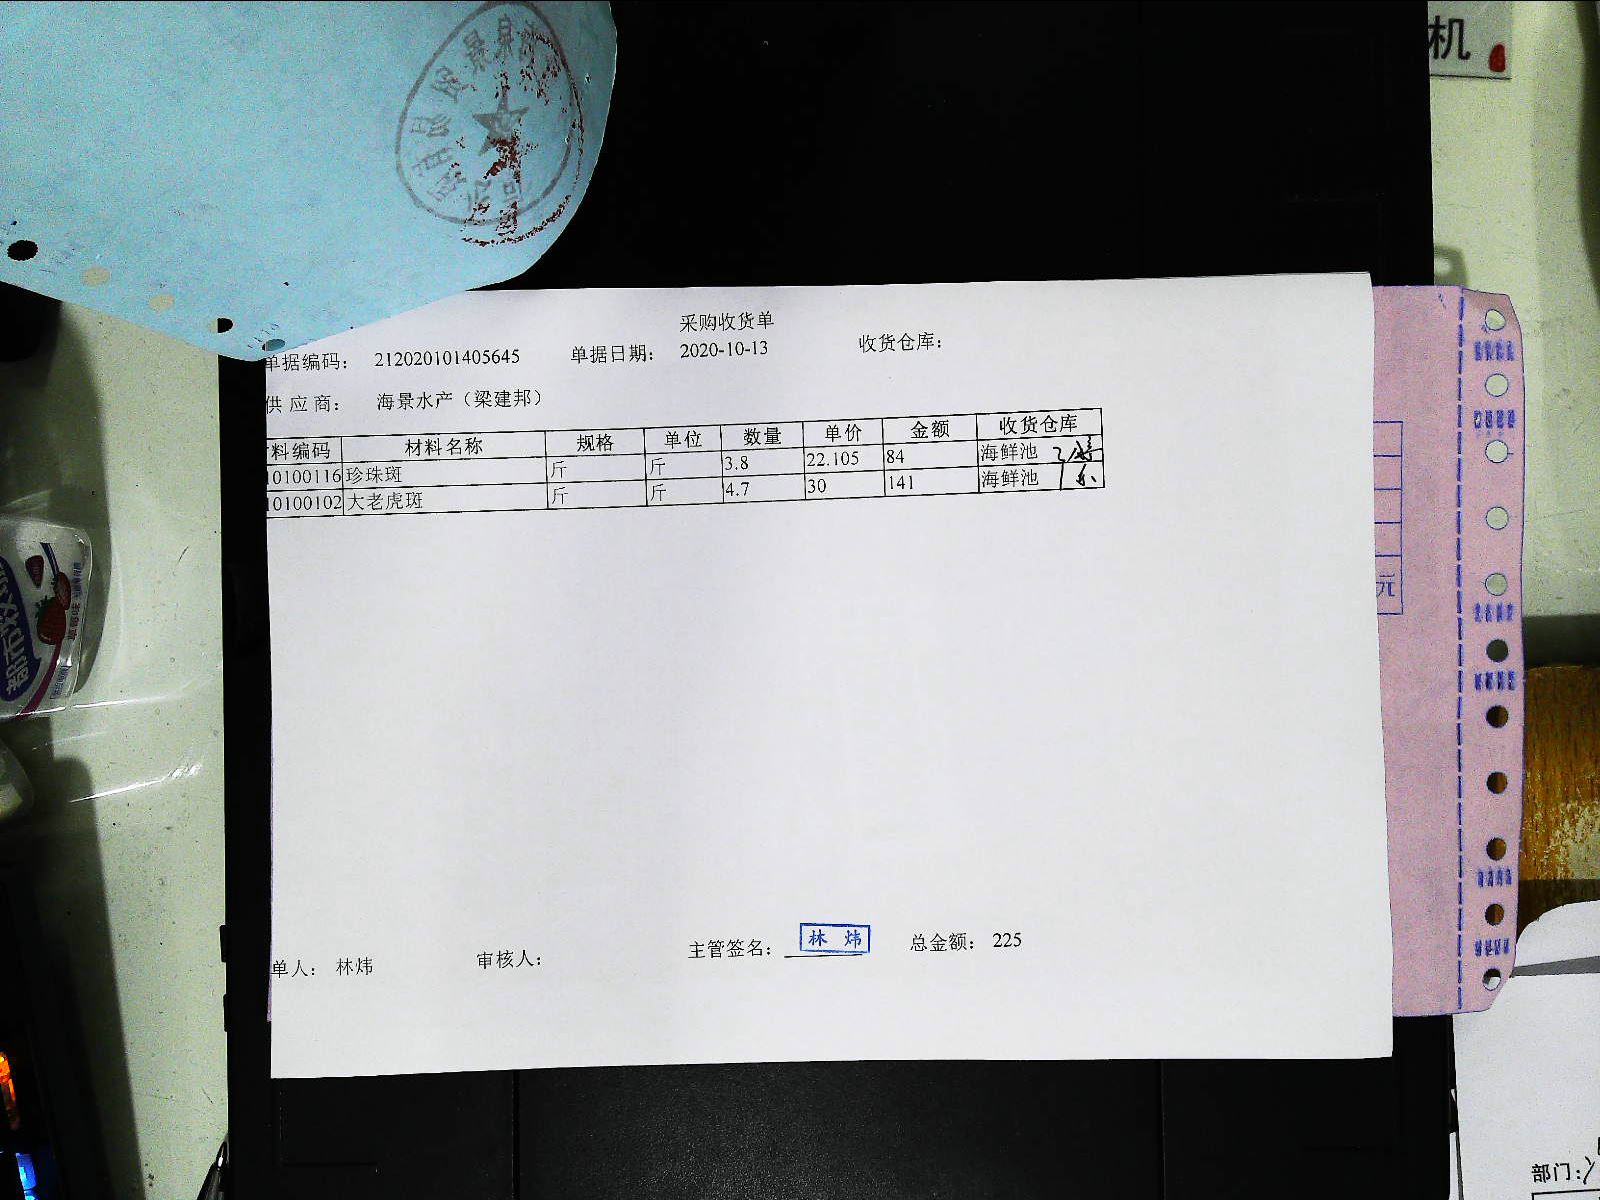 机
采购收货单
单据编码： 212020101405645 单据日期： 2020-10-13 收货仓库：
供应商： 海景水产（梁建邦）
料编码 材料名称 规格 单位 数量 单价 金额 收货仓库
10100116 珍珠斑 斤 斤 3.8 22.105 84 海鲜池
10100102 大老虎斑 斤 斤 4.7 30 141 海鲜池
元
单人： 林炜 审核人： 主管签名： 林炜 总金额： 225
部门：